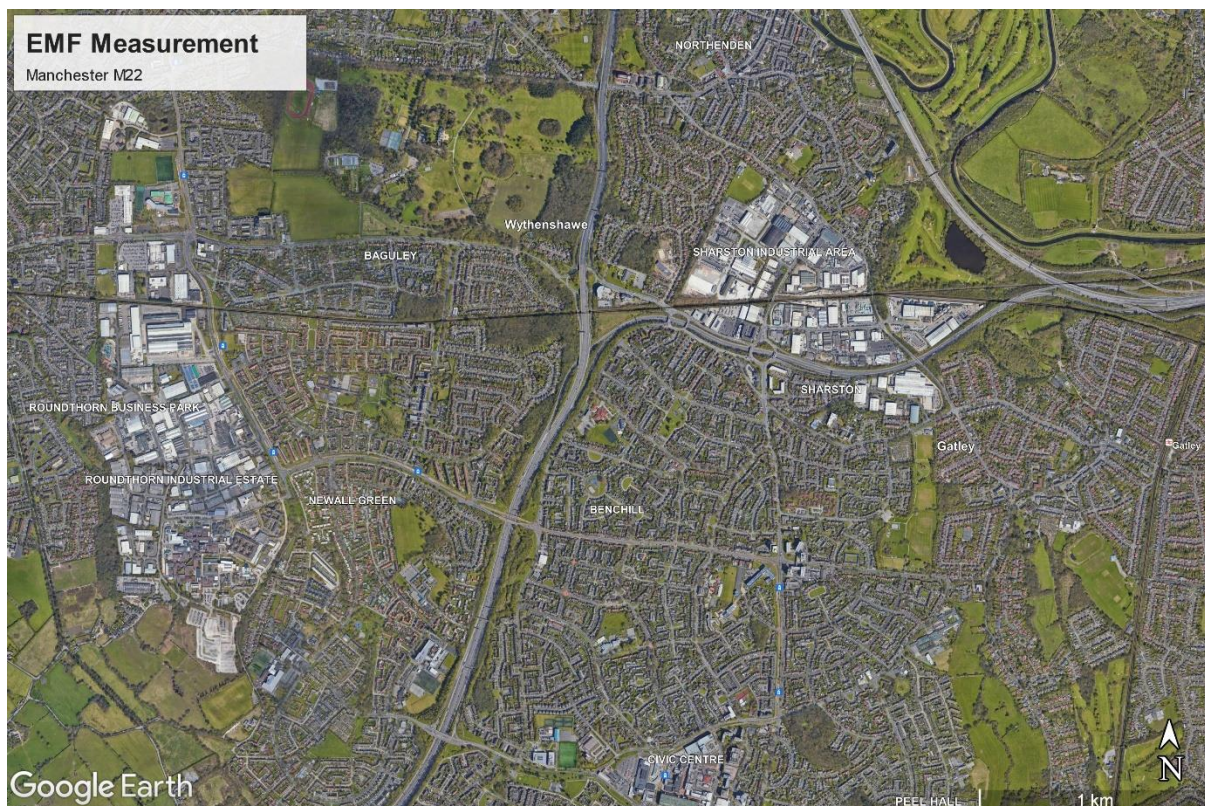 EMF Measurement
Manchester M22
NORTHENDEN
Wythenshawe
BAGULEY
SHARSTON INDUSTRIAL AREA
SHARSTON
ROUNDTHORN BUSINESS PARK
Gatley
Gatley
ROUNDTHORN INDUSTRIAL ESTATE
NEWALL GREEN
BENCHILL
CIVIC CENTRE
N
Google Earth
PEEL HALL
1 km